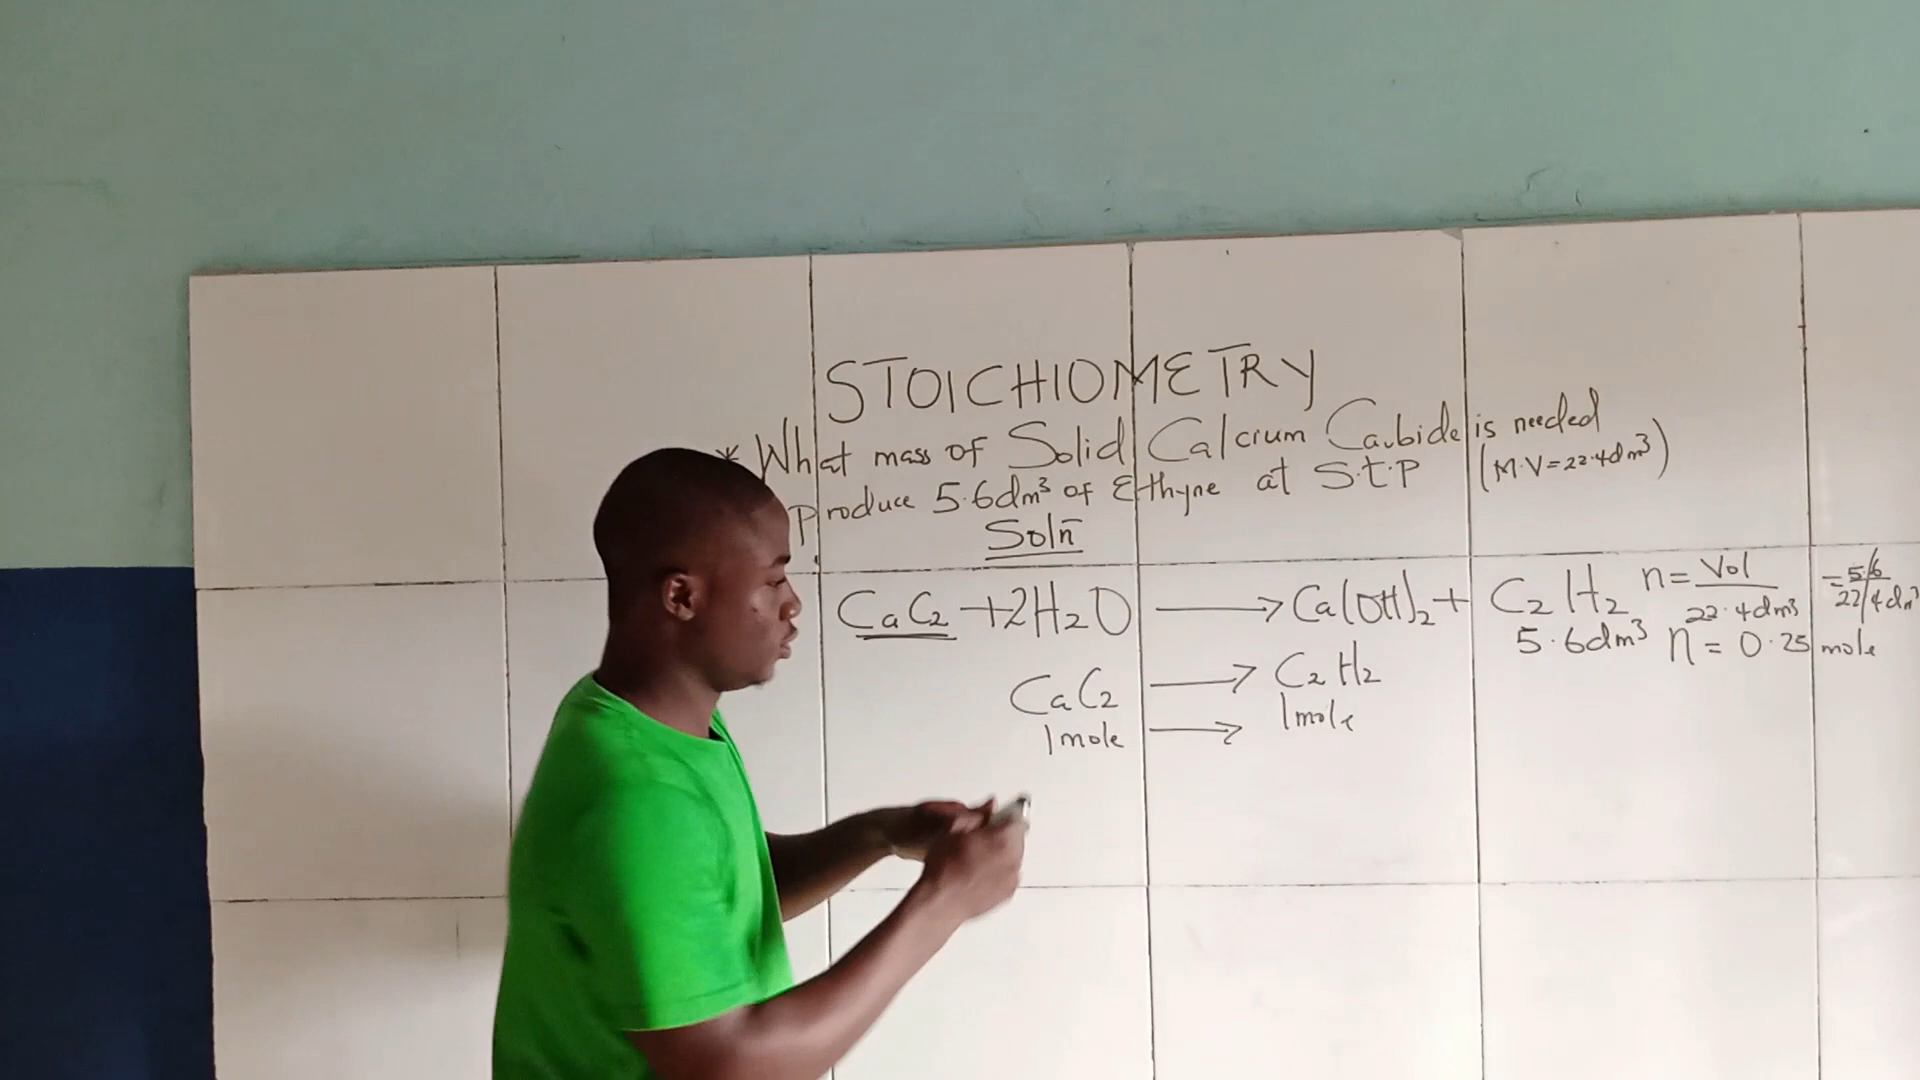 STOICHIOMETRY
* What mass of Solid Calcium Carbide is needed
produce 5.6dm³ of Ethyne at S.t.p (M.V=22.4dm³)
Soln̄
CaC₂ + 2H₂O → Ca(OH)₂ + C₂H₂ n = Vol/22.4dm³ = 5.6/22.4dm³
5.6dm³ n = 0.25 mole
CaC₂ → C₂H₂
1mole → 1mole